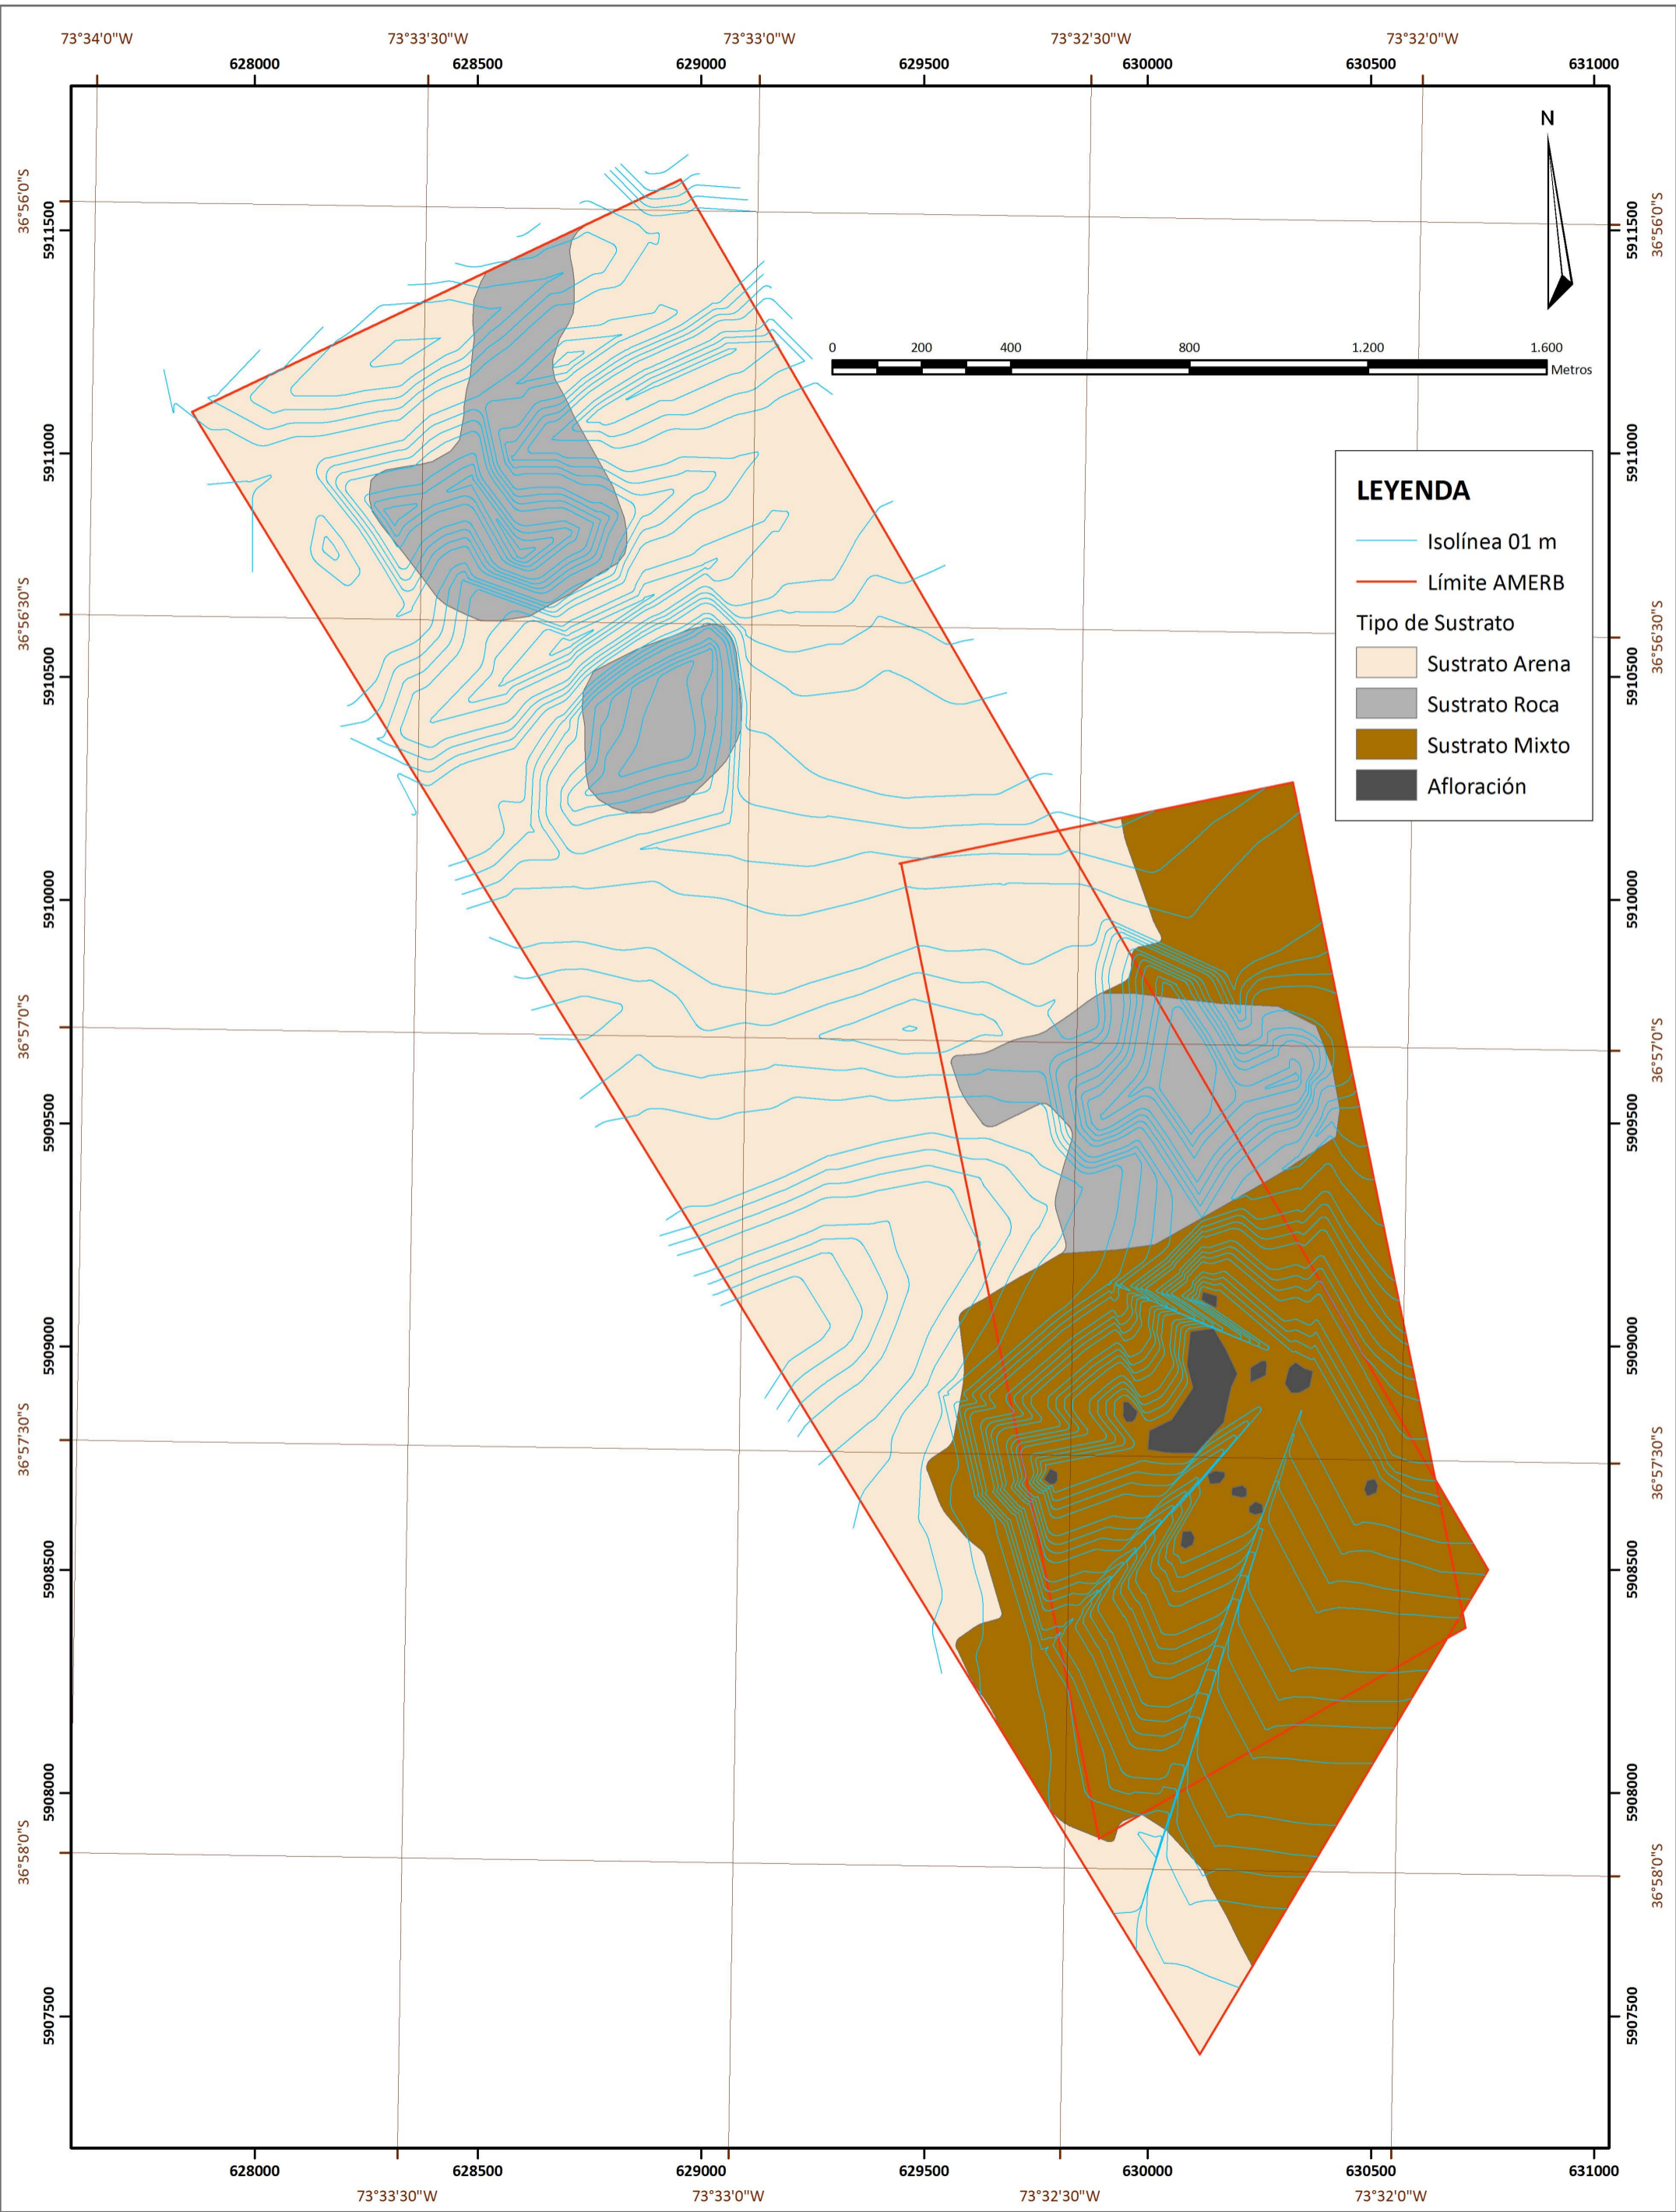 73°34'0"W 73°33'30"W 73°33'0"W 73°32'30"W 73°32'0"W
628000 628500 629000 629500 630000 630500 631000
N
36°56'0"S
5911500
5911500
36°56'0"S
0 200 400 800 1.200 1.600
Metros
5911000
5911000
LEYENDA
Isolínea 01 m
Límite AMERB
Tipo de Sustrato
Sustrato Arena
Sustrato Roca
Sustrato Mixto
Afloración
36°56'30"S
5910500
5910500
36°56'30"S
5910000
5910000
36°57'0"S
36°57'0"S
5909500
5909500
5909000
5909000
36°57'30"S
36°57'30"S
5908500
5908500
5908000
5908000
36°58'0"S
36°58'0"S
5907500
5907500
628000 628500 629000 629500 630000 630500 631000
73°33'30"W 73°33'0"W 73°32'30"W 73°32'0"W